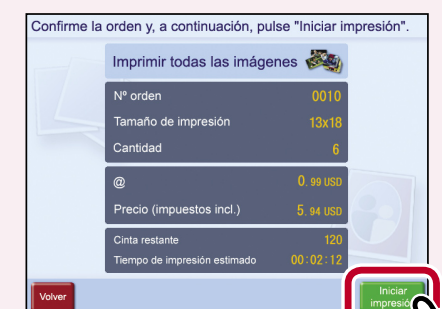 Confirme la orden y, a continuación, pulse "Iniciar impresión".
Imprimir todas las imágenes
Nº orden 0010
Tamaño de impresión 13x18
Cantidad 6
@ 0.99 USD
Precio (impuestos incl.) 5.94 USD
Cinta restante 120
Tiempo de impresión estimado 00:02:12
Volver
Iniciar
impresión